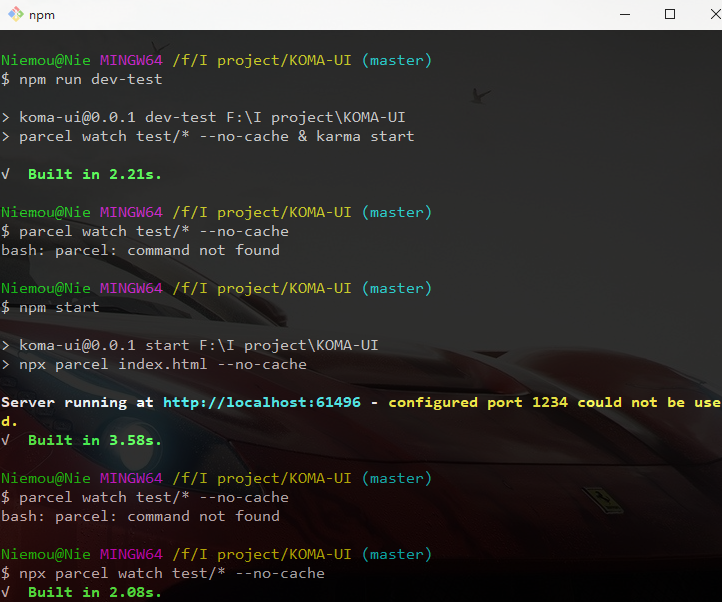 npm
Niemou@Nie MINGW64 /f/I project/KOMA-UI (master)
$ npm run dev-test
> koma-ui@0.0.1 dev-test F:\I project\KOMA-UI
> parcel watch test/* --no-cache & karma start
√  Built in 2.21s.
Niemou@Nie MINGW64 /f/I project/KOMA-UI (master)
$ parcel watch test/* --no-cache
bash: parcel: command not found
Niemou@Nie MINGW64 /f/I project/KOMA-UI (master)
$ npm start
> koma-ui@0.0.1 start F:\I project\KOMA-UI
> npx parcel index.html --no-cache
Server running at http://localhost:61496 - configured port 1234 could not be use
d.
√  Built in 3.58s.
Niemou@Nie MINGW64 /f/I project/KOMA-UI (master)
$ parcel watch test/* --no-cache
bash: parcel: command not found
Niemou@Nie MINGW64 /f/I project/KOMA-UI (master)
$ npx parcel watch test/* --no-cache
√  Built in 2.08s.